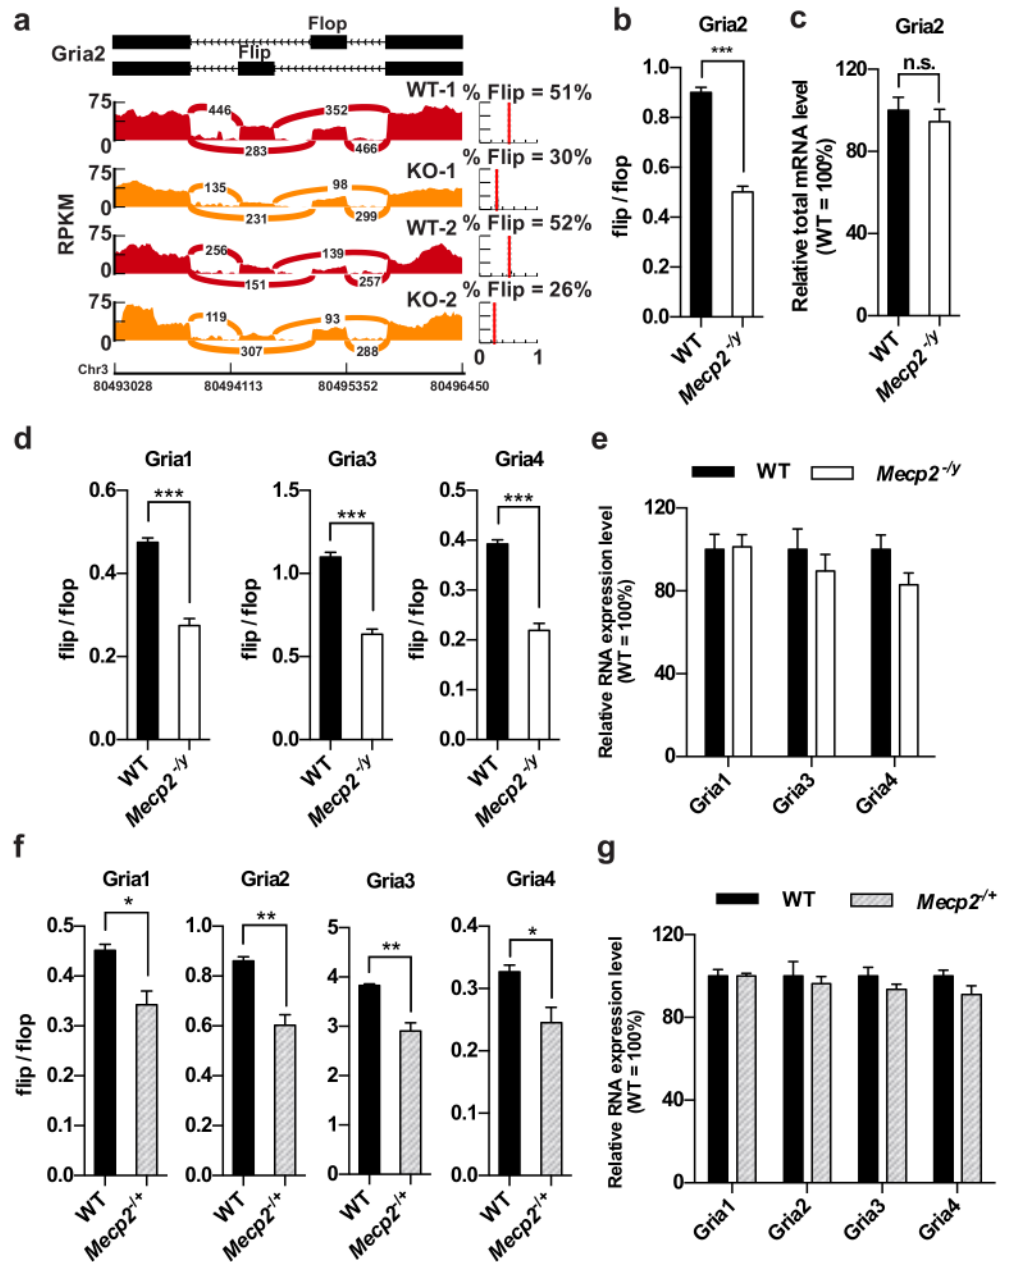 a
Flop
Gria2
Flip
WT-1 % Flip = 51%
75
446
352
0
283
466
KO-1 % Flip = 30%
75
135
98
0
231
299
RPKM
WT-2 % Flip = 52%
75
256
139
0
151
257
KO-2 % Flip = 26%
75
119
93
0
307
288
0 1
Chr3
80493028 80494113 80495352 80496450
b
Gria2
***
flip / flop
1.0
0.8
0.6
0.4
0.2
0.0
WT
Mecp2-/y
c
Gria2
n.s.
Relative total mRNA level
(WT = 100%)
120
80
40
0
WT
Mecp2-/y
d
Gria1
***
flip / flop
0.6
0.4
0.2
0.0
WT
Mecp2-/y
Gria3
***
flip / flop
1.5
1.0
0.5
0.0
WT
Mecp2-/y
Gria4
***
flip / flop
0.5
0.4
0.3
0.2
0.1
0.0
WT
Mecp2-/y
e
WT Mecp2-/y
Relative RNA expression level
(WT = 100%)
120
80
40
0
Gria1 Gria3 Gria4
f
Gria1
*
flip / flop
0.5
0.4
0.3
0.2
0.1
0.0
WT
Mecp2-/+
Gria2
**
1.0
0.8
0.6
0.4
0.2
0.0
WT
Mecp2-/+
Gria3
**
5
4
3
2
1
0
WT
Mecp2-/+
Gria4
*
0.4
0.3
0.2
0.1
0.0
WT
Mecp2-/+
g
WT Mecp2-/+
Relative RNA expression level
(WT = 100%)
120
80
40
0
Gria1 Gria2 Gria3 Gria4